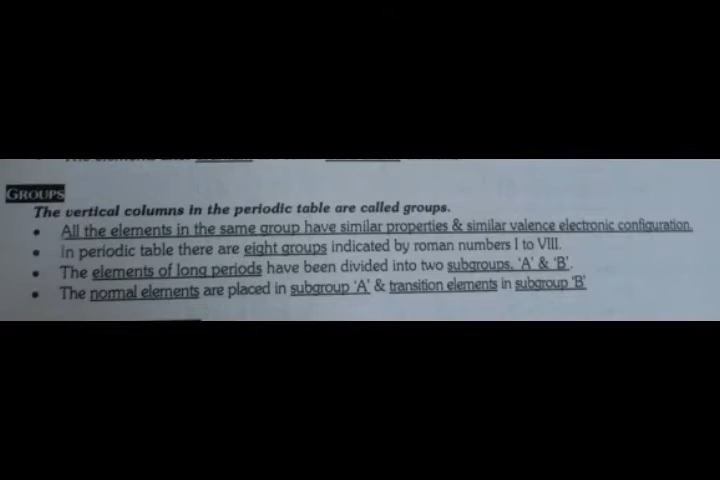 GROUPS
The vertical columns in the periodic table are called groups.
• All the elements in the same group have similar properties & similar valence electronic configuration.
• In periodic table there are eight groups indicated by roman numbers I to VIII.
• The elements of long periods have been divided into two subgroups, 'A' & 'B'.
• The normal elements are placed in subgroup 'A' & transition elements in subgroup 'B'